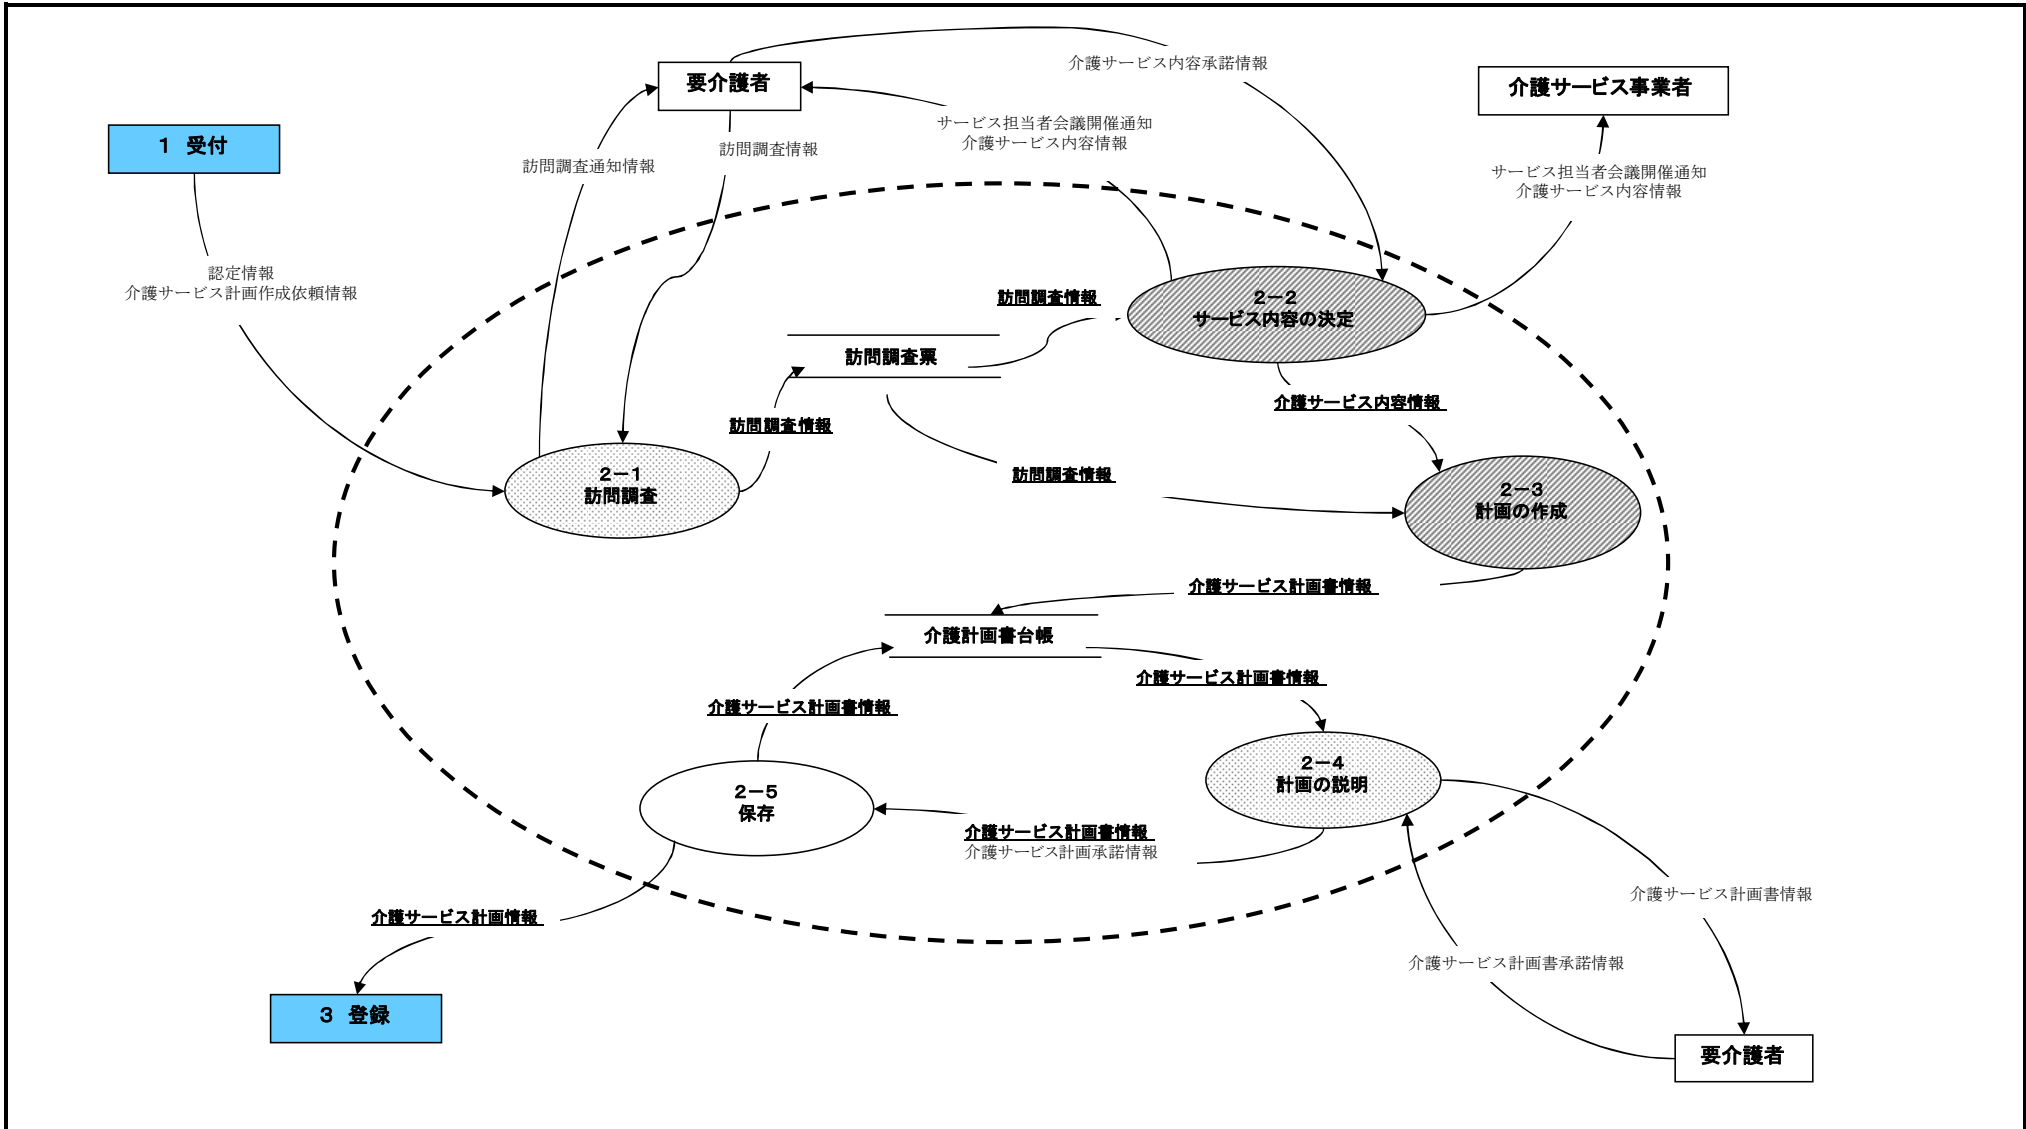 要介護者
介護サービス内容承諾情報
介護サービス事業者
1 受付
訪問調査通知情報
訪問調査情報
サービス担当者会議開催通知
介護サービス内容情報
サービス担当者会議開催通知
介護サービス内容情報
認定情報
介護サービス計画作成依頼情報
訪問調査情報
2−2
サービス内容の決定
訪問調査票
介護サービス内容情報
訪問調査情報
2−1
訪問調査
訪問調査情報
2−3
計画の作成
介護サービス計画書情報
介護計画書台帳
介護サービス計画書情報
介護サービス計画書情報
2−4
計画の説明
2−5
保存
介護サービス計画書情報
介護サービス計画承諾情報
介護サービス計画書情報
介護サービス計画情報
介護サービス計画書承諾情報
3 登録
要介護者